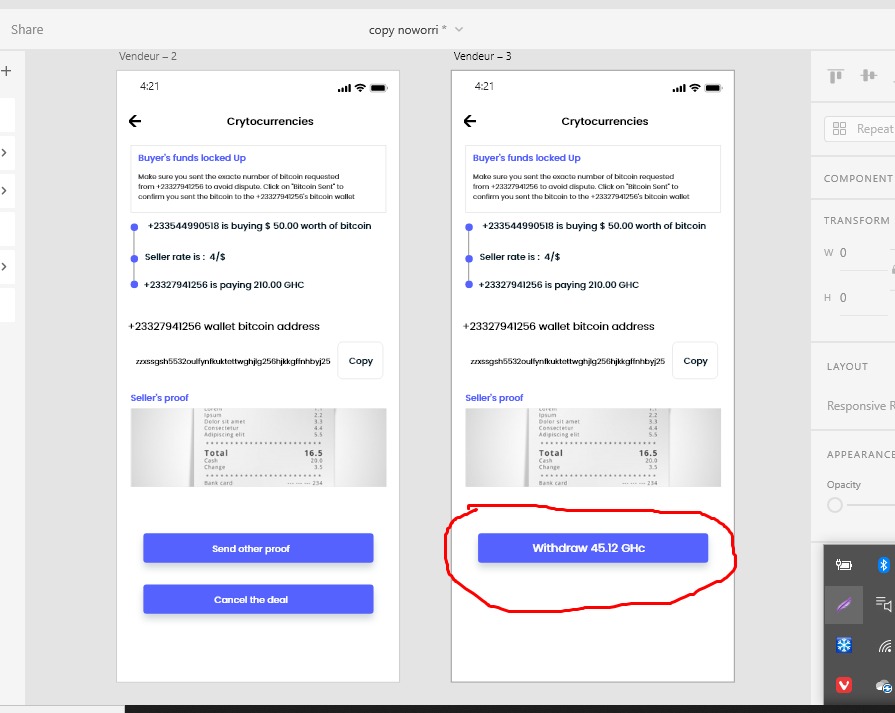 Share
copy noworri *
Vendeur – 2
4:21
Crytocurrencies
Buyer's funds locked Up
Make sure you sent the exacte number of bitcoin requested
from +23327941256 to avoid dispute. Click on "Bitcoin Sent" to
confirm you sent the bitcoin to the +23327941256's bitcoin wallet
+233544990518 is buying $ 50.00 worth of bitcoin
Seller rate is : 4/$
+23327941256 is paying 210.00 GHC
+23327941256 wallet bitcoin address
zzxssgsh5532oulfynfkuktettwghjlg256hjkkgffnhbyj25
Copy
Seller's proof
Lorem 1.1
Ipsum 2.2
Dolor sit amet 3.3
Consectetur 4.4
Adipiscing elit 5.5
Total 16.5
Cash 20.0
Change 3.5
Bank card --- --- --- 234
Send other proof
Cancel the deal
Vendeur – 3
4:21
Crytocurrencies
Buyer's funds locked Up
Make sure you sent the exacte number of bitcoin requested
from +23327941256 to avoid dispute. Click on "Bitcoin Sent" to
confirm you sent the bitcoin to the +23327941256's bitcoin wallet
+233544990518 is buying $ 50.00 worth of bitcoin
Seller rate is : 4/$
+23327941256 is paying 210.00 GHC
+23327941256 wallet bitcoin address
zzxssgsh5532oulfynfkuktettwghjlg256hjkkgffnhbyj25
Copy
Seller's proof
Lorem 1.1
Ipsum 2.2
Dolor sit amet 3.3
Consectetur 4.4
Adipiscing elit 5.5
Total 16.5
Cash 20.0
Change 3.5
Bank card --- --- --- 234
Withdraw 45.12 GHc
Repeat
COMPONENT
TRANSFORM
W 0
H 0
LAYOUT
Responsive R
APPEARANCE
Opacity